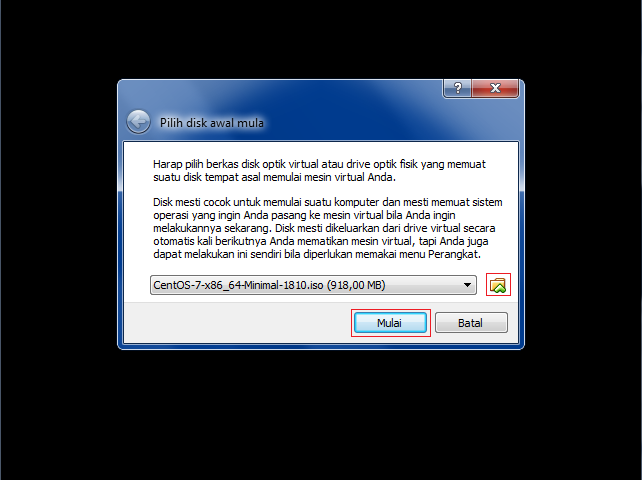 ?
X
Pilih disk awal mula
Harap pilih berkas disk optik virtual atau drive optik fisik yang memuat
suatu disk tempat asal memulai mesin virtual Anda.
Disk mesti cocok untuk memulai suatu komputer dan mesti memuat sistem
operasi yang ingin Anda pasang ke mesin virtual bila Anda ingin
melakukannya sekarang. Disk mesti dikeluarkan dari drive virtual secara
otomatis kali berikutnya Anda mematikan mesin virtual, tapi Anda juga
dapat melakukan ini sendiri bila diperlukan memakai menu Perangkat.
CentOS-7-x86_64-Minimal-1810.iso (918,00 MB)
Mulai
Batal